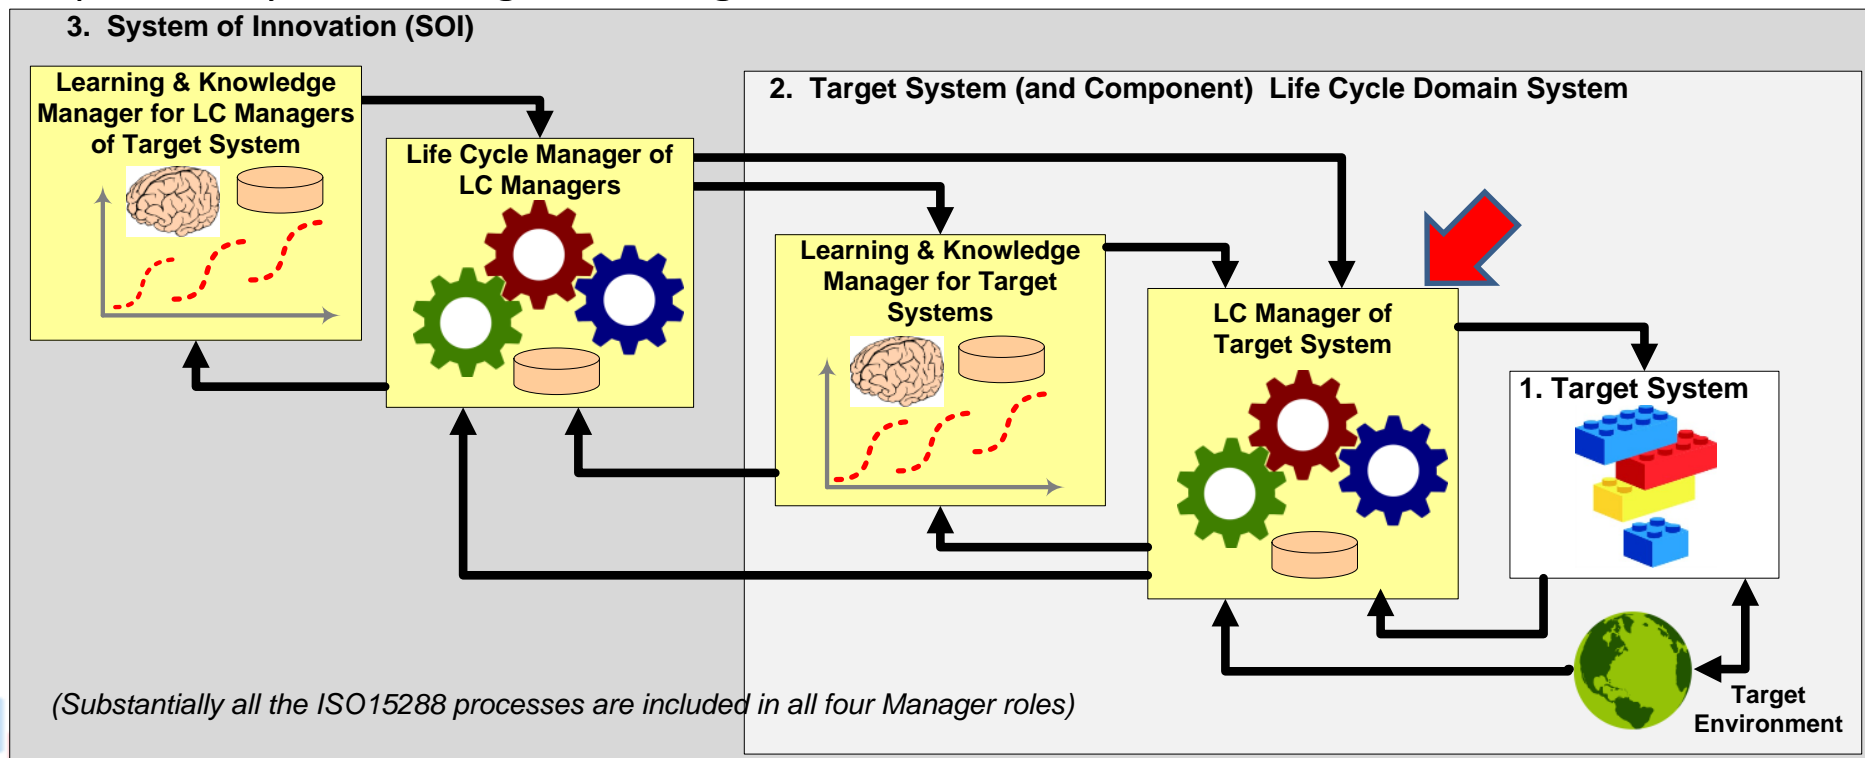 3. System of Innovation (SOI)
Learning & Knowledge
Manager for LC Managers
of Target System
2. Target System (and Component) Life Cycle Domain System
Life Cycle Manager of
LC Managers
Learning & Knowledge
Manager for Target
Systems
LC Manager of
Target System
1. Target System
(Substantially all the ISO15288 processes are included in all four Manager roles)
Target
Environment